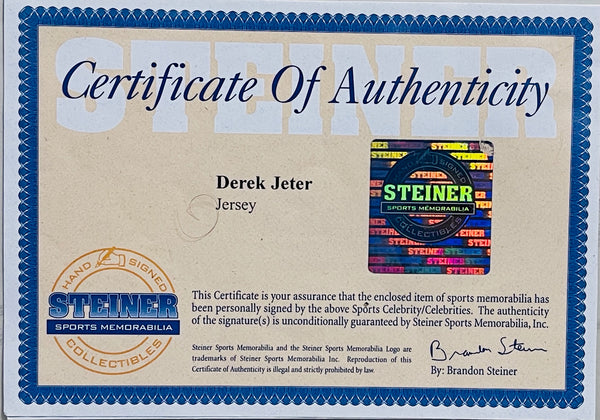 STEINER
Certificate Of Authenticity
Derek Jeter
Jersey
HAND SIGNED
STEINER
SPORTS MEMORABILIA
COLLECTIBLES
HAND SIGNED
STEINER
SPORTS MEMORABILIA
COLLECTIBLES
This Certificate is your assurance that the enclosed item of sports memorabilia has
been personally signed by the above Sports Celebrity/Celebrities. The authenticity
of the signature(s) is unconditionally guaranteed by Steiner Sports Memorabilia, Inc.
Steiner Sports Memorabilia and the Steiner Sports Memorabilia Logo are
trademarks of Steiner Sports Memorabilia Inc. Reproduction of this
Certificate of Authenticity is illegal and strictly prohibited by law.
Brandon Steiner
By: Brandon Steiner